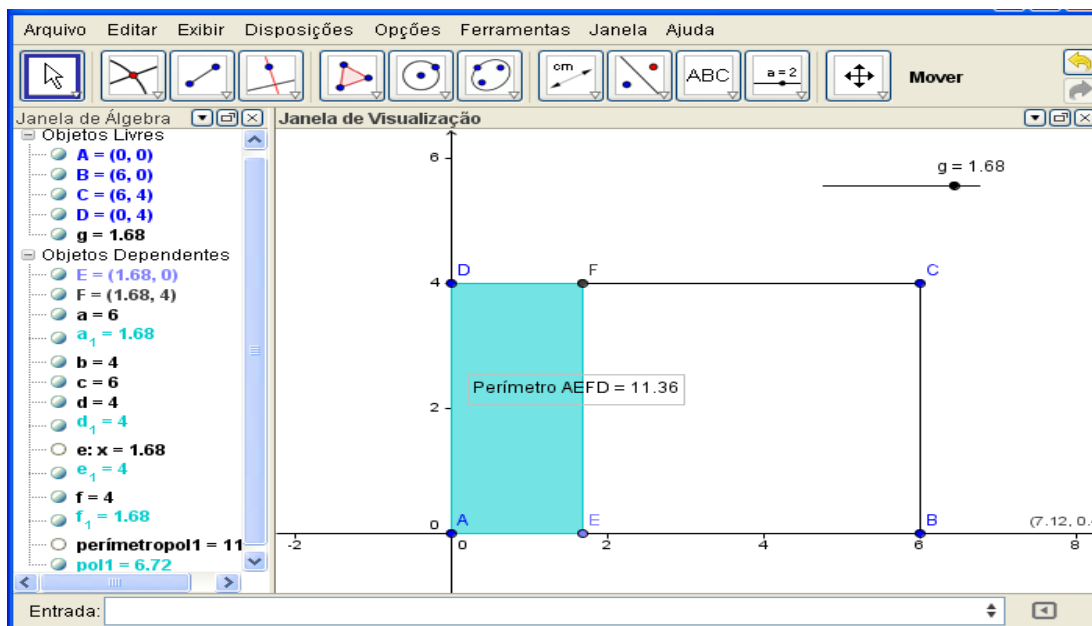 Arquivo Editar Exibir Disposições Opções Ferramentas Janela Ajuda
cm ABC a=2 Mover
Janela de Álgebra
Objetos Livres
A = (0, 0)
B = (6, 0)
C = (6, 4)
D = (0, 4)
g = 1.68
Objetos Dependentes
E = (1.68, 0)
F = (1.68, 4)
a = 6
a₁ = 1.68
b = 4
c = 6
d = 4
d₁ = 4
e: x = 1.68
e₁ = 4
f = 4
f₁ = 1.68
perímetropol1 = 11
pol1 = 6.72
Janela de Visualização
6
g = 1.68
D F C
4
Perímetro AEFD = 11.36
2
0 A E B (7.12, 0.
-2 0 2 4 6 8
Entrada: